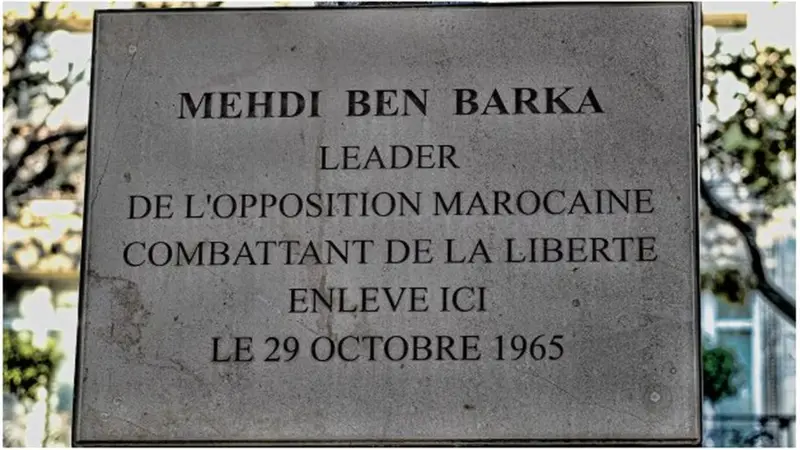 MEHDI BEN BARKA
LEADER
DE L'OPPOSITION MAROCAINE
COMBATTANT DE LA LIBERTE
ENLEVE ICI
LE 29 OCTOBRE 1965